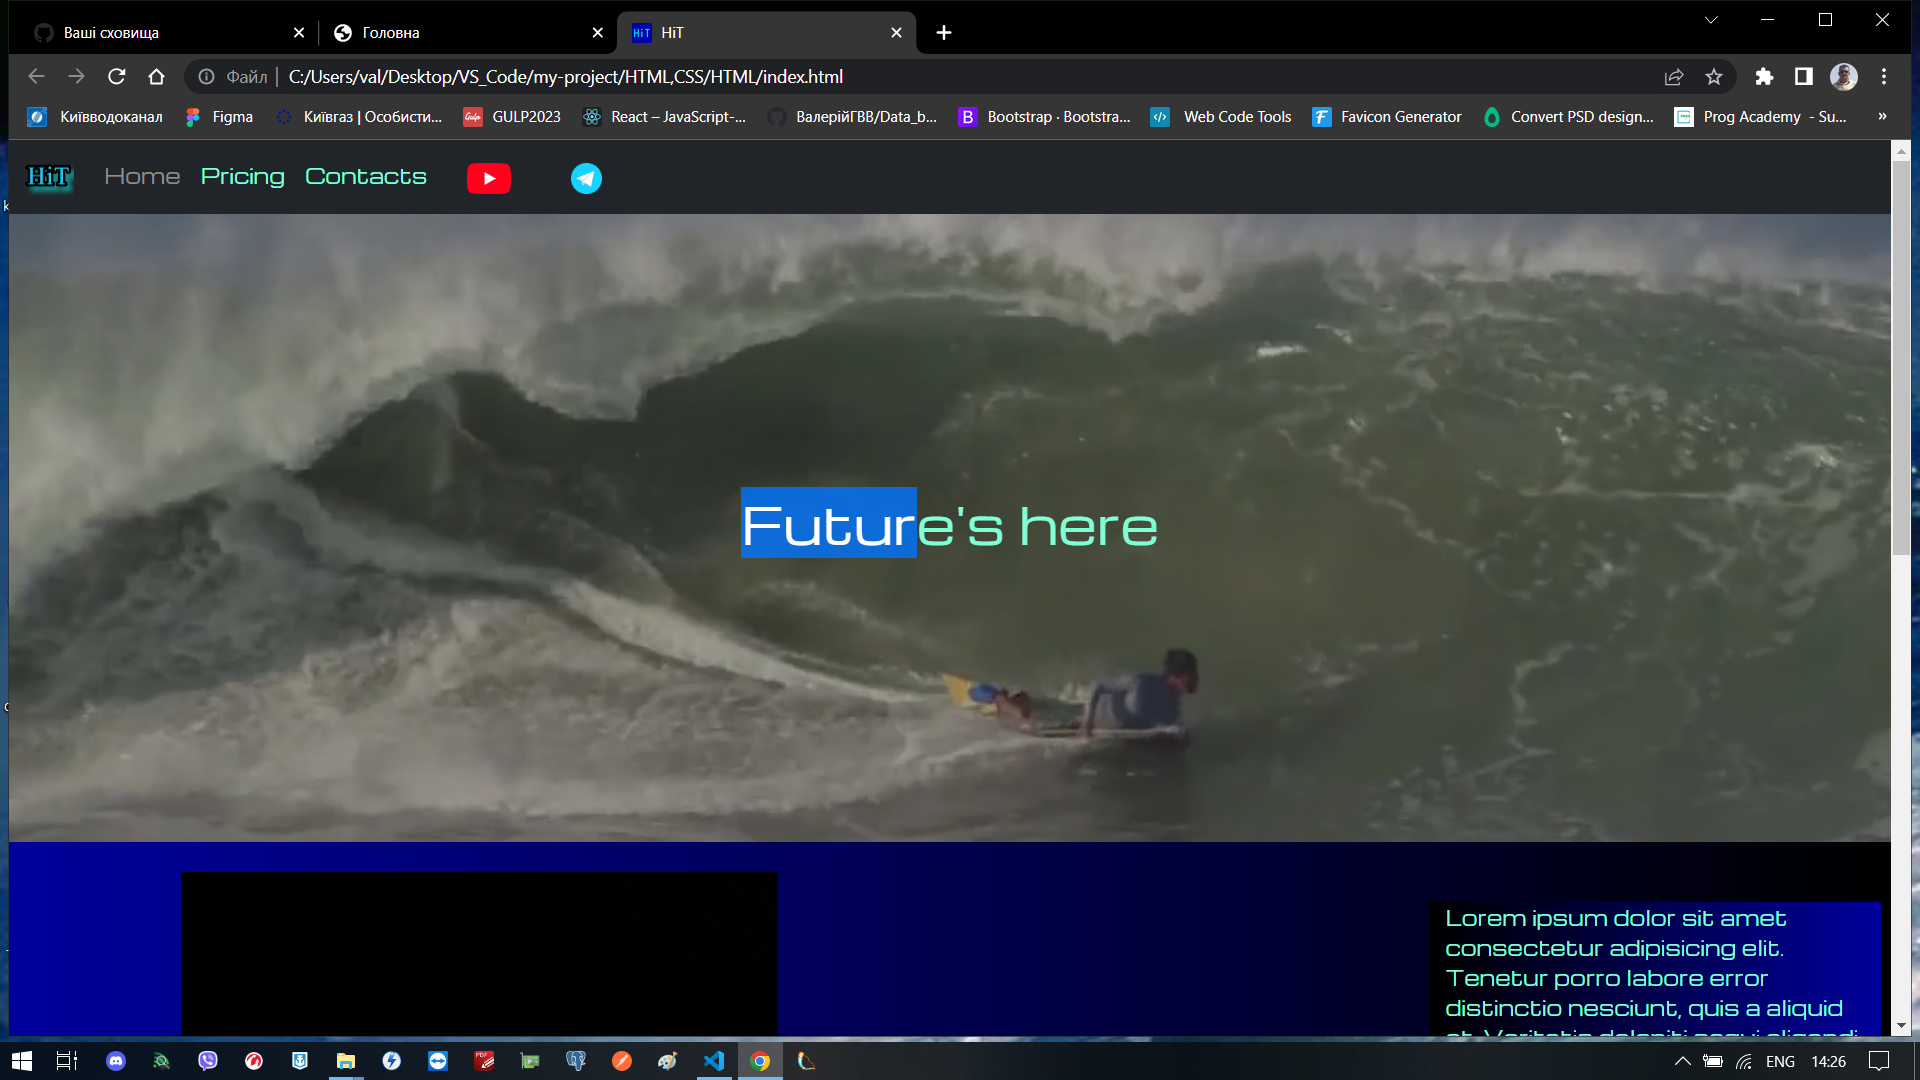 Ваші сховища
Головна
HiT
HiT
Файл
C:/Users/val/Desktop/VS_Code/my-project/HTML,CSS/HTML/index.html
Київводоканал
Figma
Київгаз | Особисти...
Gulp
GULP2023
React – JavaScript-...
ВалерійГВВ/Data_b...
B
Bootstrap · Bootstra...
Web Code Tools
Favicon Generator
Convert PSD design...
Prog Academy - Su...
»
HiT
Home
Pricing
Contacts
Future's here
Lorem ipsum dolor sit amet
consectetur adipisicing elit.
Tenetur porro labore error
distinctio nesciunt, quis a aliquid
PDF
ENG
14:26